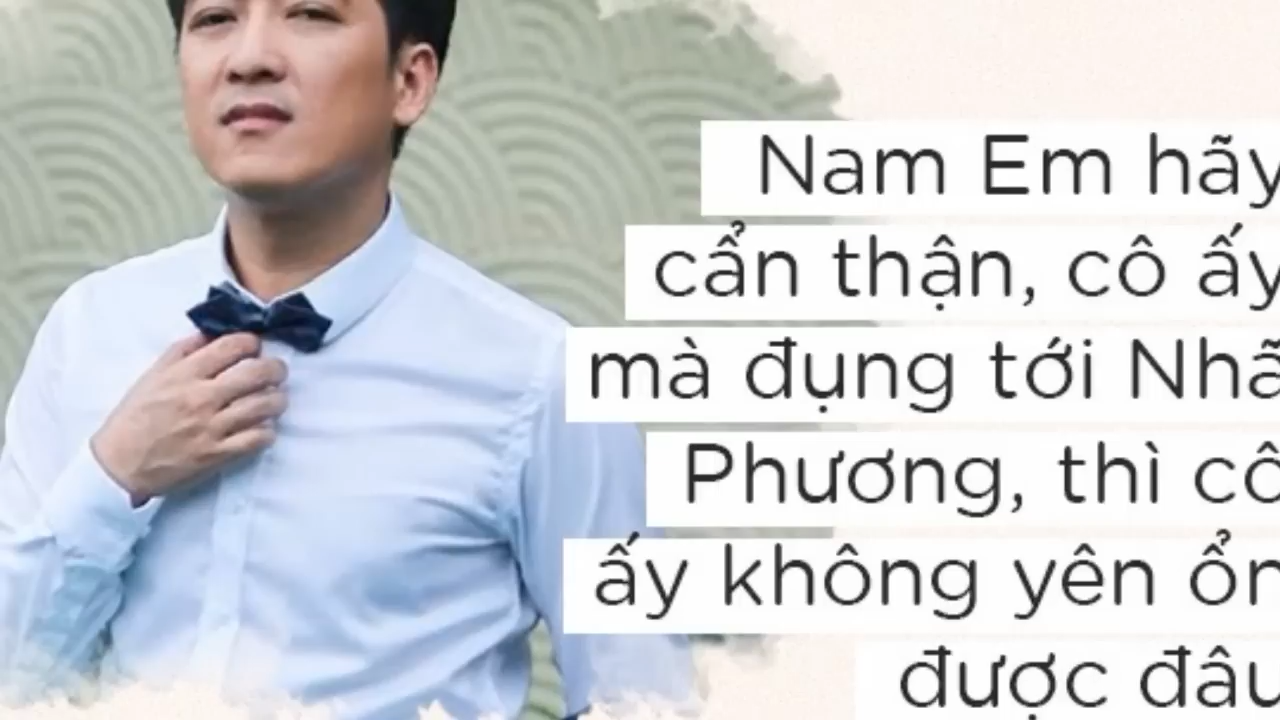 Nam Em hãy
cẩn thận, cô ấy
mà đụng tới Nhã
Phương, thì cô
ấy không yên ổn
được đâu